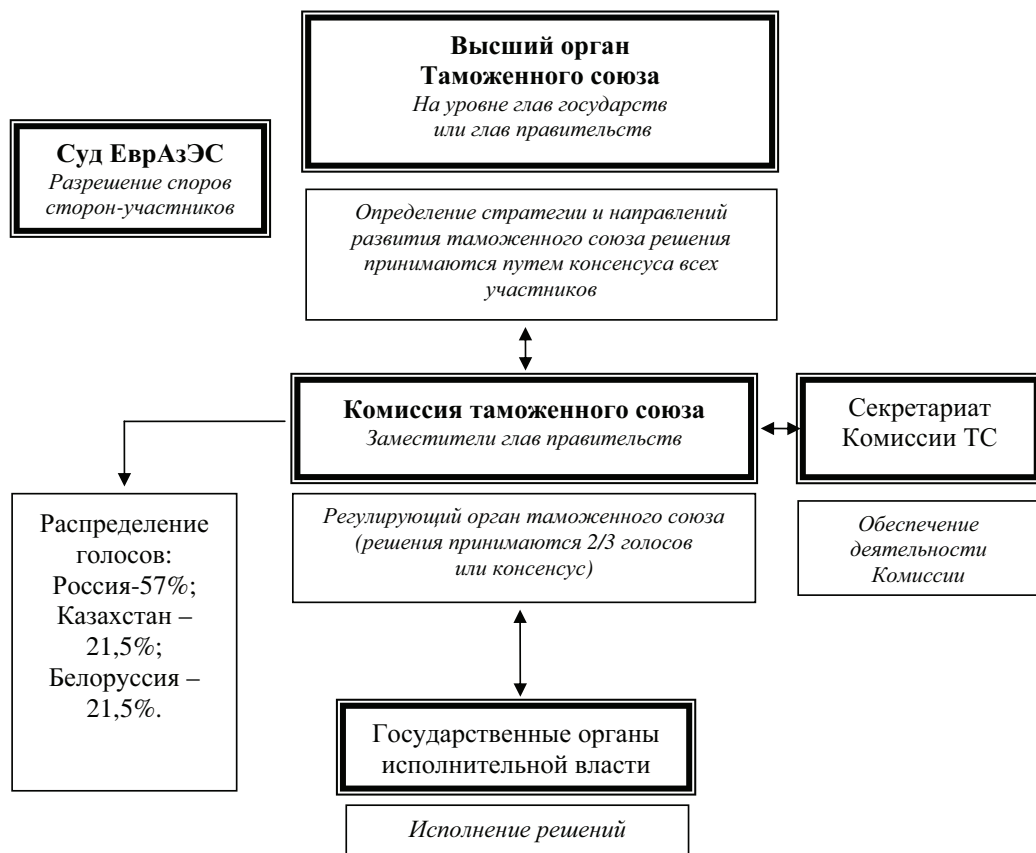 Высший орган
Таможенного союза
На уровне глав государств
или глав правительств
Суд ЕврАзЭС
Разрешение споров
сторон-участников
Определение стратегии и направлений
развития таможенного союза решения
принимаются путем консенсуса всех
участников
Комиссия таможенного союза
Заместители глав правительств
Секретариат
Комиссии ТС
Распределение
голосов:
Россия-57%;
Казахстан –
21,5%;
Белоруссия –
21,5%.
Регулирующий орган таможенного союза
(решения принимаются 2/3 голосов
или консенсус)
Обеспечение
деятельности
Комиссии
Государственные органы
исполнительной власти
Исполнение решений